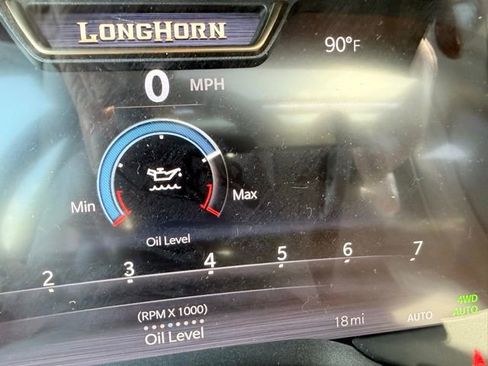 LONGHORN
90°F
0 MPH
Min Max
Oil Level
2 3 4 5 6 7
(RPM X 1000)
4WD
Oil Level 18 mi AUTO AUTO